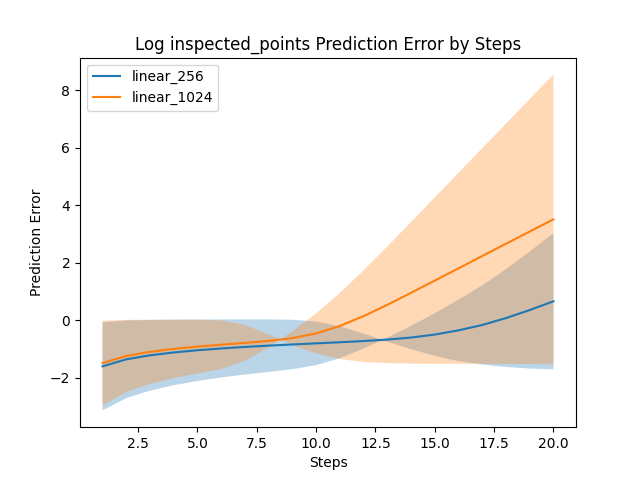 Log inspected_points Prediction Error by Steps
linear_256
linear_1024
Prediction Error
8
6
4
2
0
−2
2.5 5.0 7.5 10.0 12.5 15.0 17.5 20.0
Steps